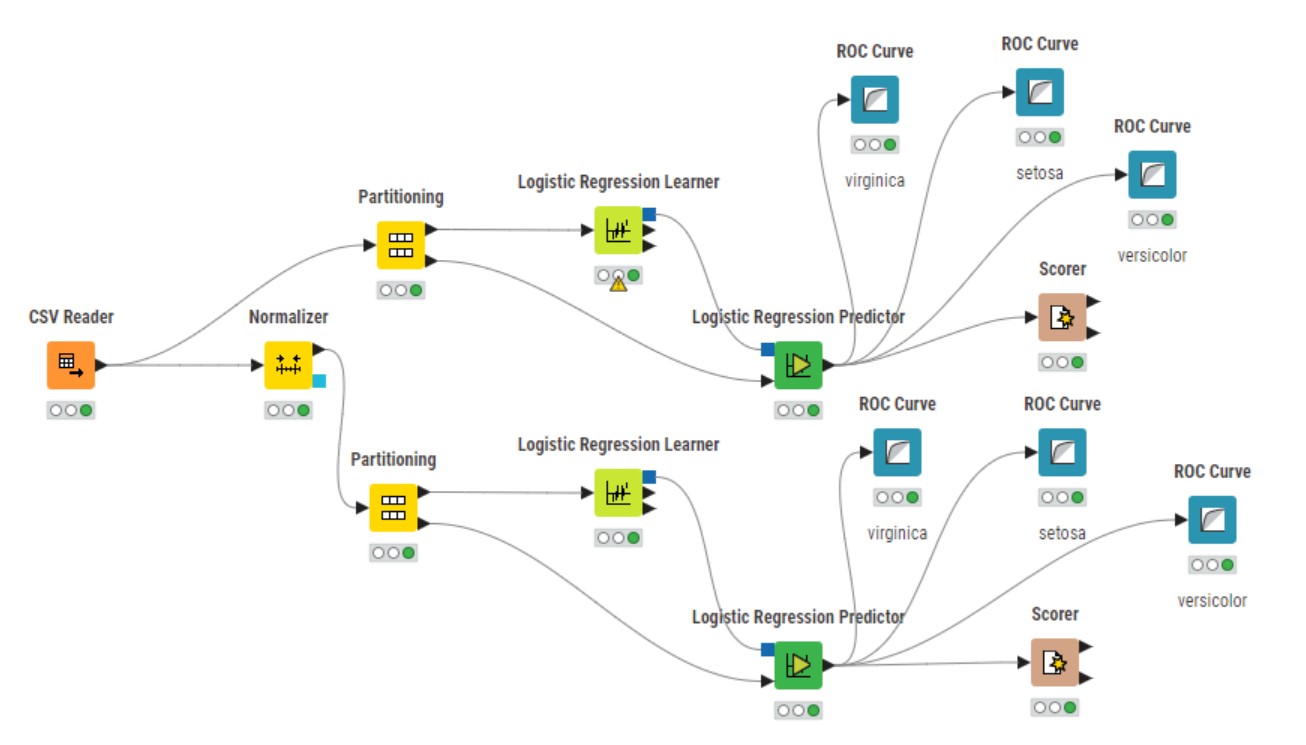 ROC Curve
ROC Curve
ROC Curve
virginica
setosa
Logistic Regression Learner
Partitioning
versicolor
Scorer
CSV Reader
Normalizer
Logistic Regression Predictor
ROC Curve
ROC Curve
Logistic Regression Learner
Partitioning
ROC Curve
virginica
setosa
versicolor
Logistic Regression Predictor
Scorer